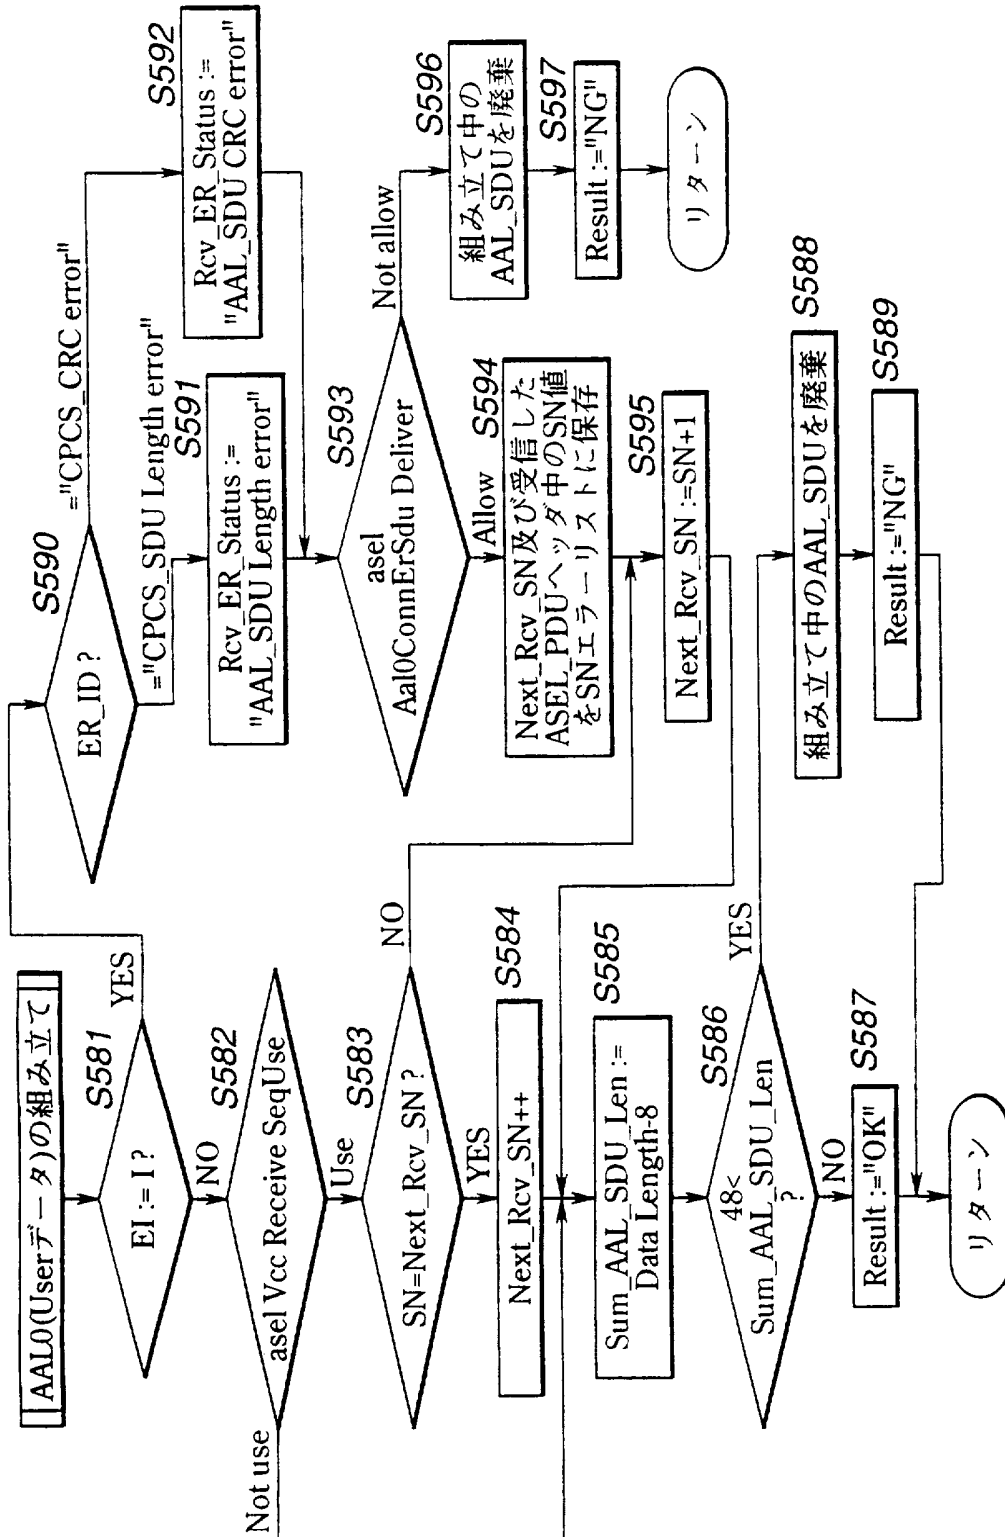 AAL0(Userデータ)の組み立て
S581
EI := I ?
YES
NO
S582
asel Vcc Receive SeqUse
Not use
Use
S583
SN=Next_Rcv_SN ?
NO
YES
S584
Next_Rcv_SN++
S585
Sum_AAL_SDU_Len :=
Data Length-8
S586
48<
Sum_AAL_SDU_Len
?
YES
NO
S587
Result :="OK"
リターン
S588
組み立て中のAAL_SDUを廃棄
S589
Result :="NG"
S590
ER_ID ?
="CPCS_CRC error"
="CPCS_SDU Length error"
S591
Rcv_ER_Status :=
"AAL_SDU Length error"
S592
Rcv_ER_Status :=
"AAL_SDU CRC error"
S593
asel
Aal0ConnErSdu Deliver
Not allow
Allow
S594
Next_Rcv_SN及び受信した
ASEL_PDUヘッダ中のSN値
をSNエラーリストに保存
S595
Next_Rcv_SN :=SN+1
S596
組み立て中の
AAL_SDUを廃棄
S597
Result :="NG"
リターン